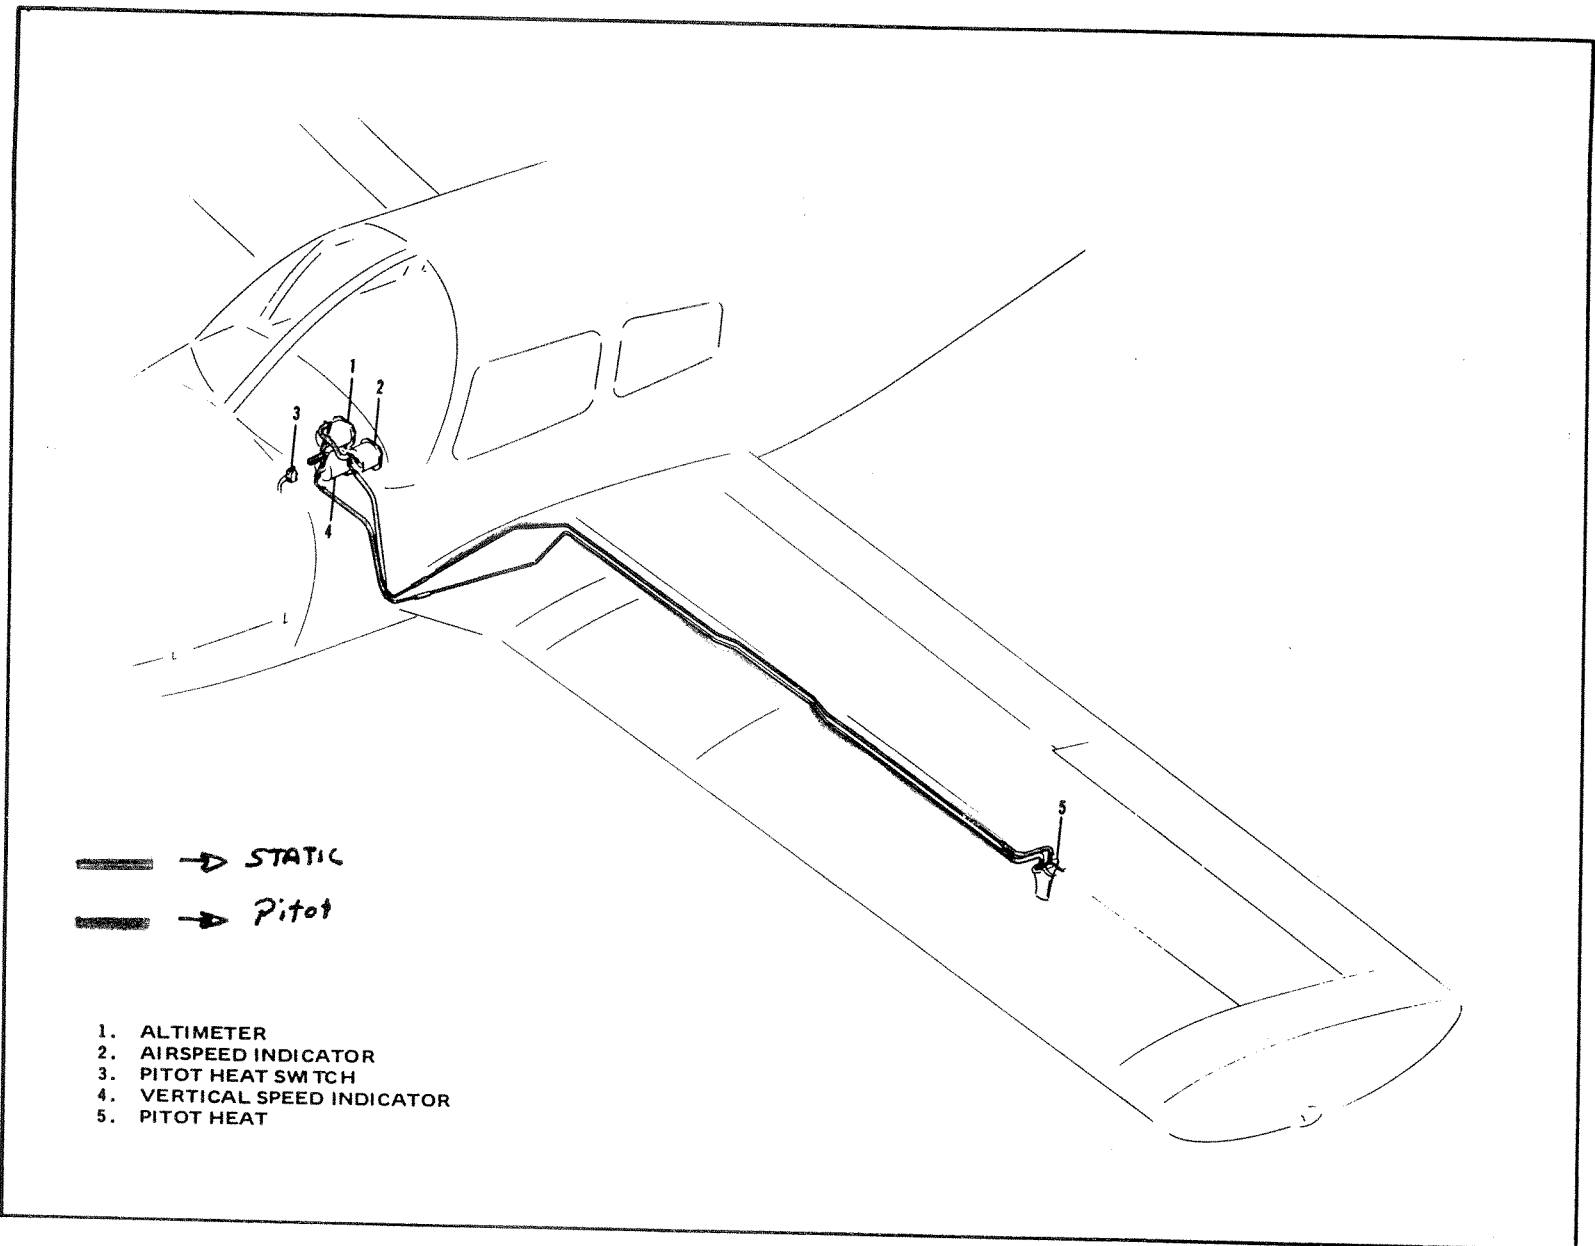 1
2
3
4
5
STATIC
Pitot
1. ALTIMETER
2. AIRSPEED INDICATOR
3. PITOT HEAT SWITCH
4. VERTICAL SPEED INDICATOR
5. PITOT HEAT